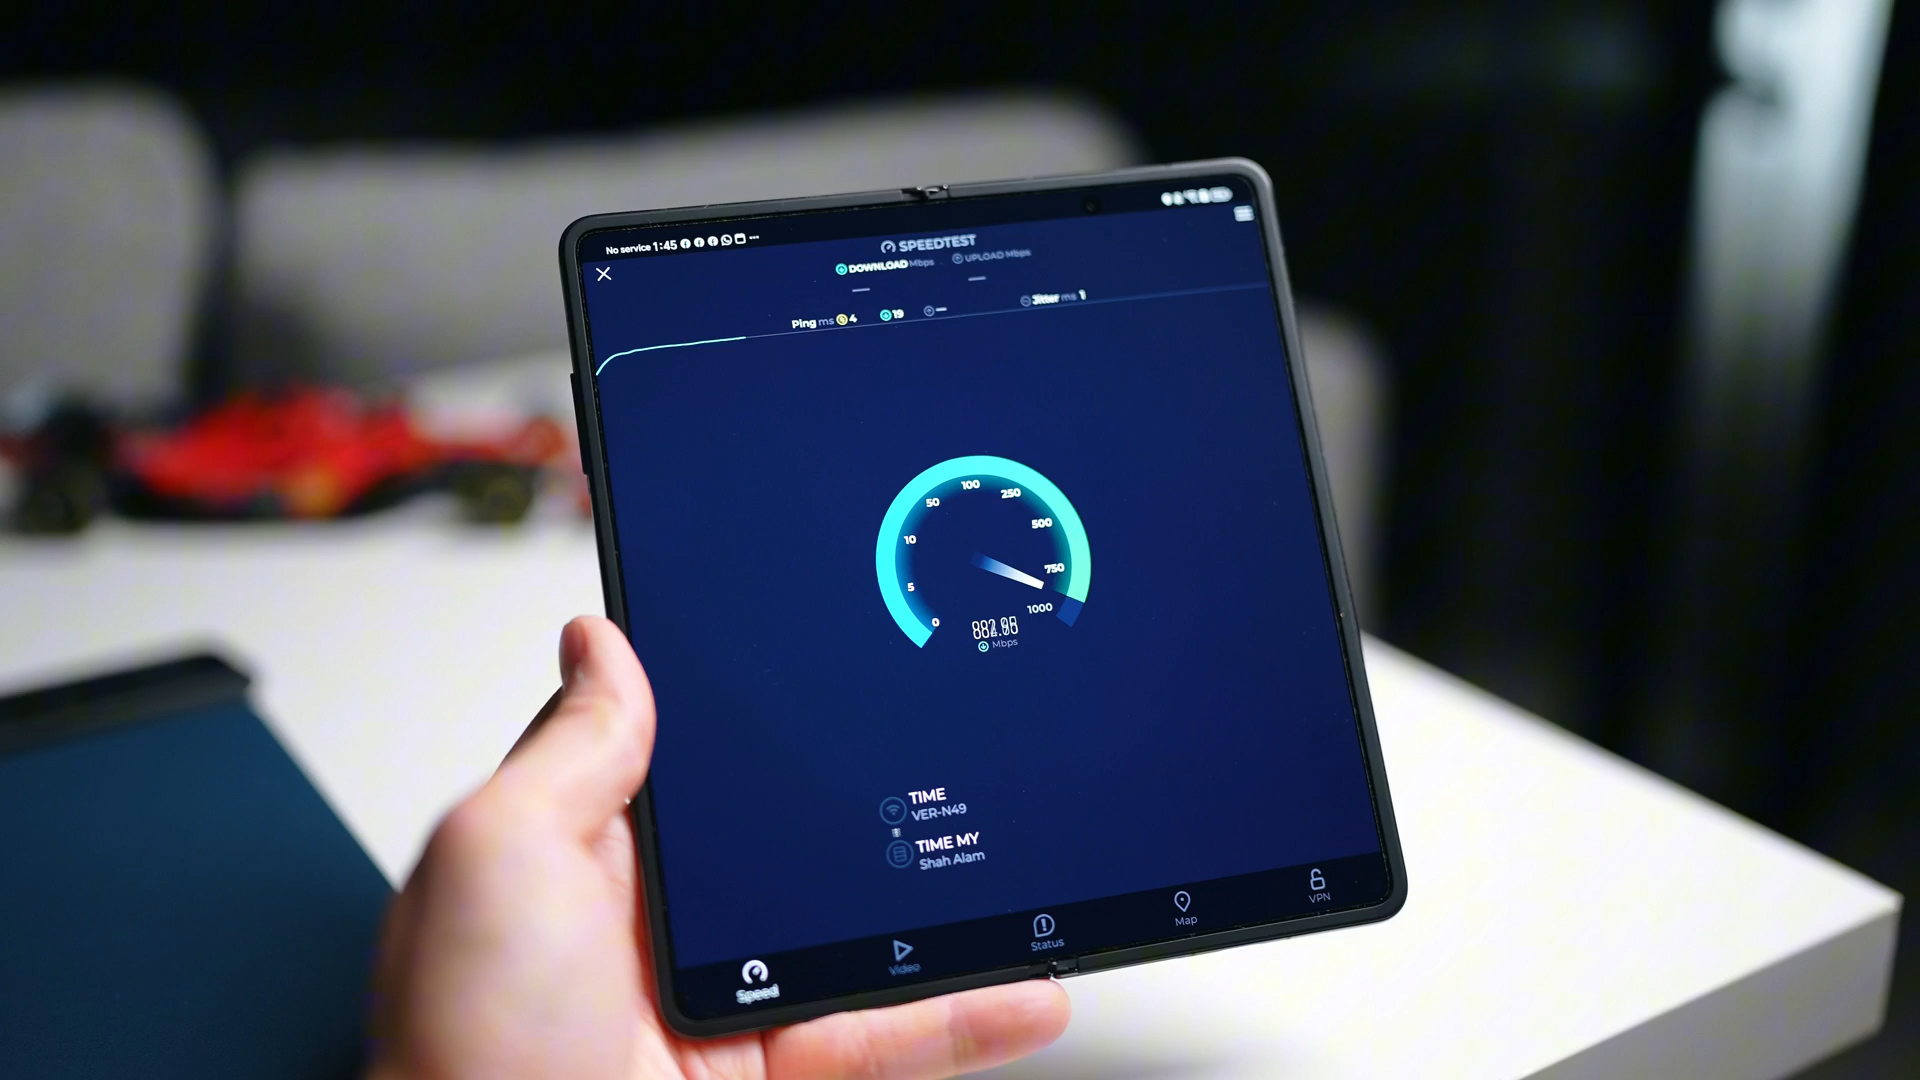 No service 1:45
SPEEDTEST
DOWNLOAD Mbps UPLOAD Mbps
Ping ms 4 19 Jitter ms 1
0
5
10
50
100
250
500
750
1000
Mbps
TIME
VER-N49
TIME MY
Shah Alam
Speed Video Status Map VPN